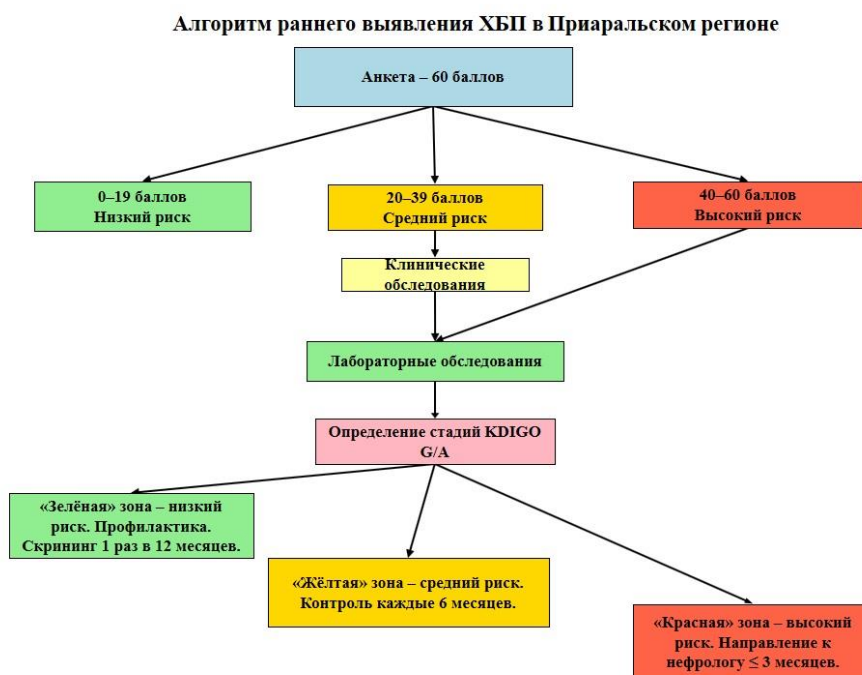 Алгоритм раннего выявления ХБП в Приаральском регионе
Анкета – 60 баллов
0–19 баллов
Низкий риск
20–39 баллов
Средний риск
40–60 баллов
Высокий риск
Клинические
обследования
Лабораторные обследования
Определение стадий KDIGO
G/A
«Зелёная» зона – низкий
риск. Профилактика.
Скрининг 1 раз в 12 месяцев.
«Жёлтая» зона – средний риск.
Контроль каждые 6 месяцев.
«Красная» зона – высокий
риск. Направление к
нефрологу ≤ 3 месяцев.